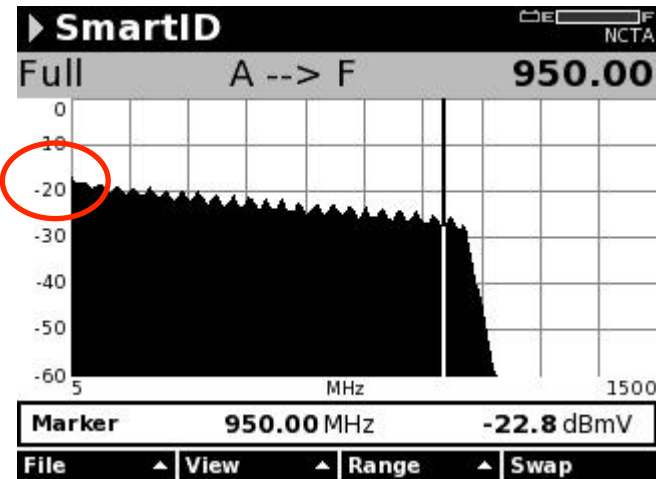 SmartID
E F
NCTA
Full A --> F 950.00
0
-10
-20
-30
-40
-50
-60
5 MHz 1500
Marker 950.00 MHz -22.8 dBmV
File View Range Swap